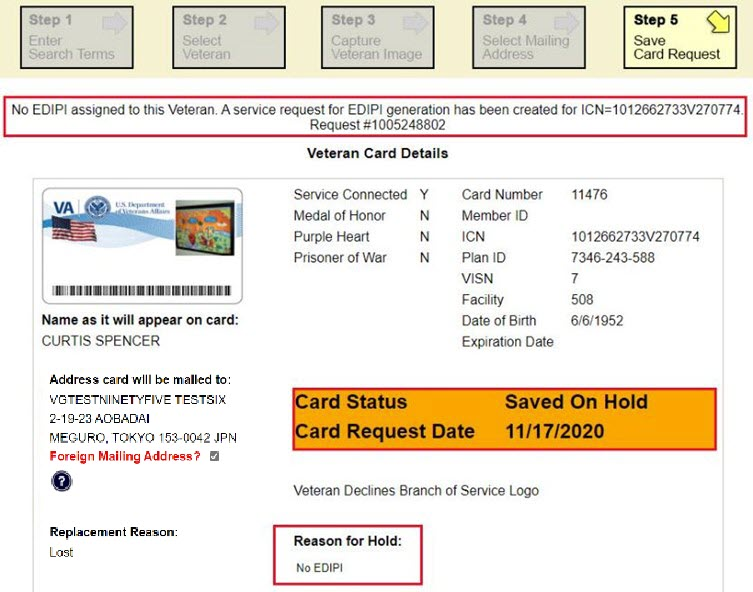 Step 1
Enter
Search Terms
Step 2
Select
Veteran
Step 3
Capture
Veteran Image
Step 4
Select Mailing
Address
Step 5
Save
Card Request
No EDIPI assigned to this Veteran. A service request for EDIPI generation has been created for ICN=1012662733V270774.
Request #1005248802
Veteran Card Details
VA
U.S. Department
of Veterans Affairs
Name as it will appear on card:
CURTIS SPENCER
Address card will be mailed to:
VGTESTNINETYFIVE TESTSIX
2-19-23 AOBADAI
MEGURO, TOKYO 153-0042 JPN
Foreign Mailing Address?
?
Replacement Reason:
Lost
Service Connected Y
Medal of Honor N
Purple Heart N
Prisoner of War N
Card Number 11476
Member ID
ICN 1012662733V270774
Plan ID 7346-243-588
VISN 7
Facility 508
Date of Birth 6/6/1952
Expiration Date
Card Status Saved On Hold
Card Request Date 11/17/2020
Veteran Declines Branch of Service Logo
Reason for Hold:
No EDIPI